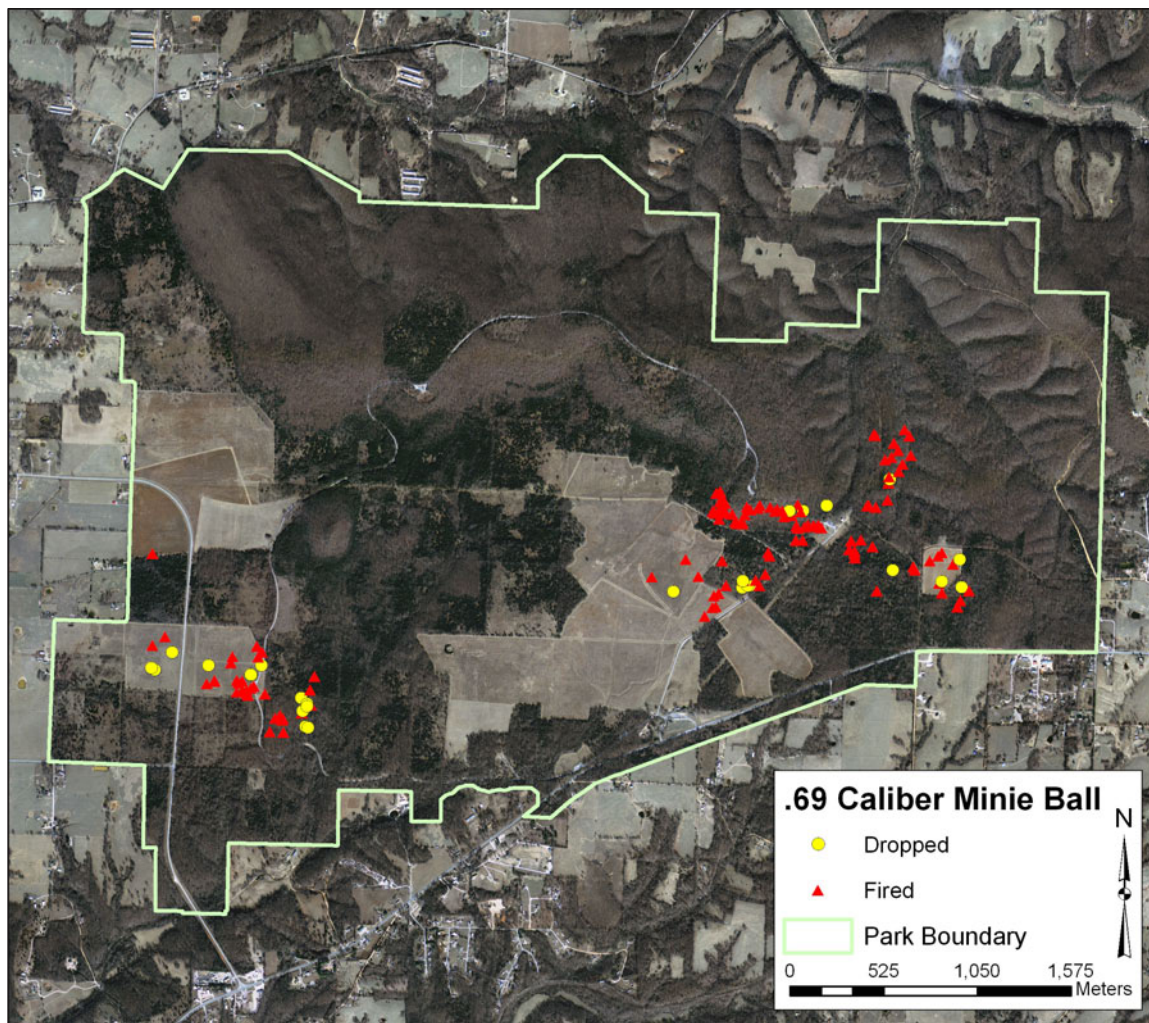 .69 Caliber Minie Ball
N
Dropped
Fired
Park Boundary
0 525 1,050 1,575
Meters